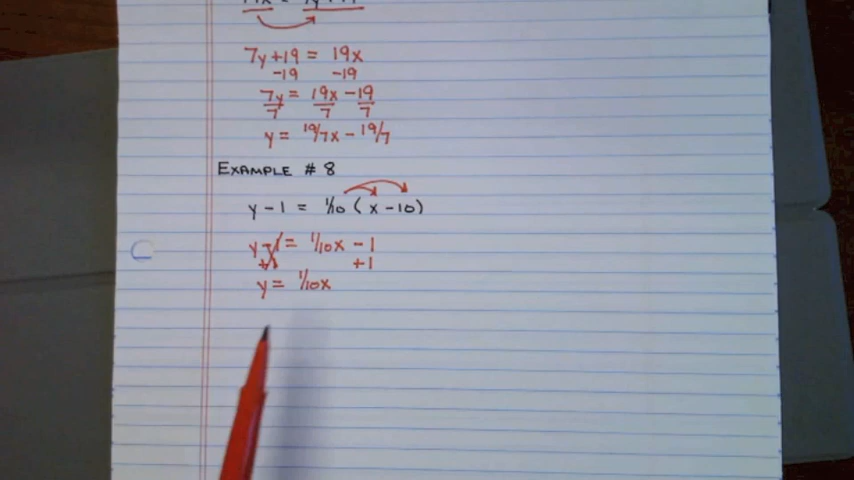 7y+19 = 19x
-19 -19
7y = 19x -19
7 7 7
y = 19/7x - 19/7
EXAMPLE # 8
y - 1 = 1/10 ( x - 10)
y - 1 = 1/10x - 1
+1 +1
y = 1/10x